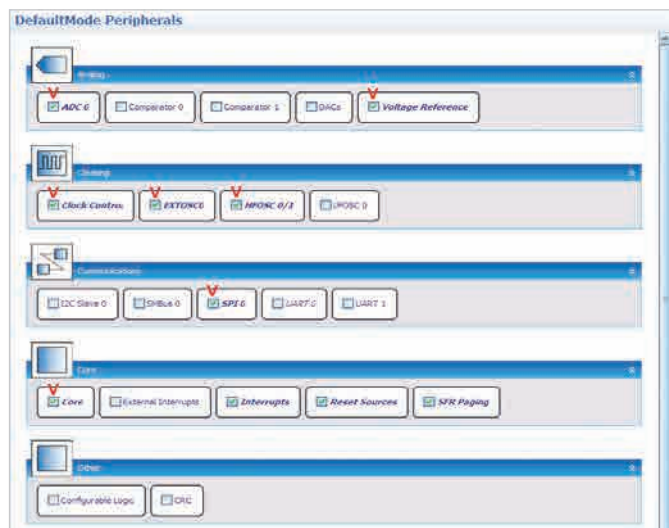 DefaultMode Peripherals
Analog
ADC 0 Comparator 0 Comparator 1 DACs Voltage Reference
Clocking
Clock Control EXTOSC0 HFOSC 0/1 LFOSC 0
Communications
I2C Slave 0 SMBus 0 SPI 0 UART 0 UART 1
Core
Core External Interrupts Interrupts Reset Sources SFR Paging
Other
Configurable Logic CRC